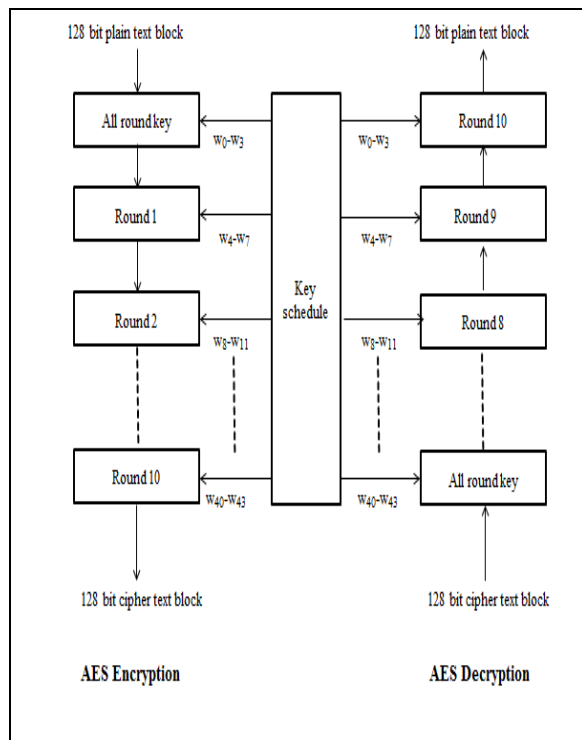 128 bit plain text block
128 bit plain text block
All round key
Round 10
w0-w3
w0-w3
Round 1
Round 9
w4-w7
w4-w7
Key
schedule
Round 2
Round 8
w8-w11
w8-w11
Round 10
All round key
w40-w43
w40-w43
128 bit cipher text block
128 bit cipher text block
AES Encryption
AES Decryption